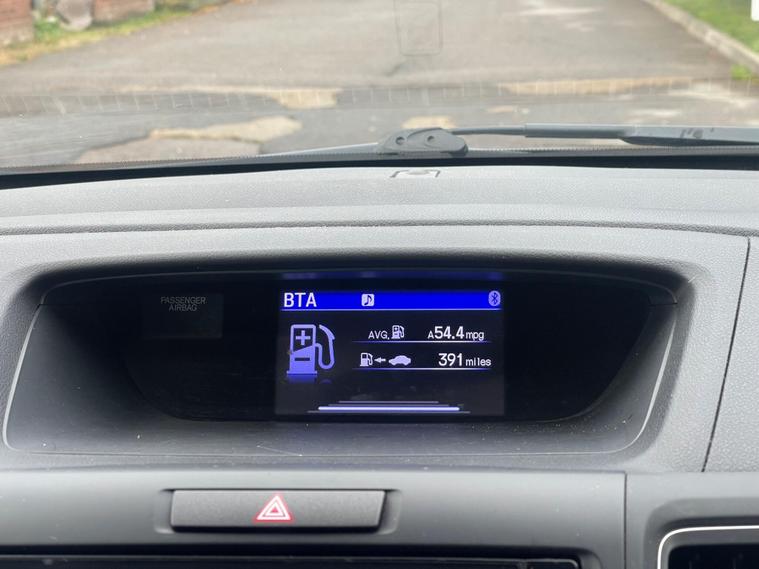 PASSENGER
AIRBAG
BTA
AVG. A54.4mpg
391 miles